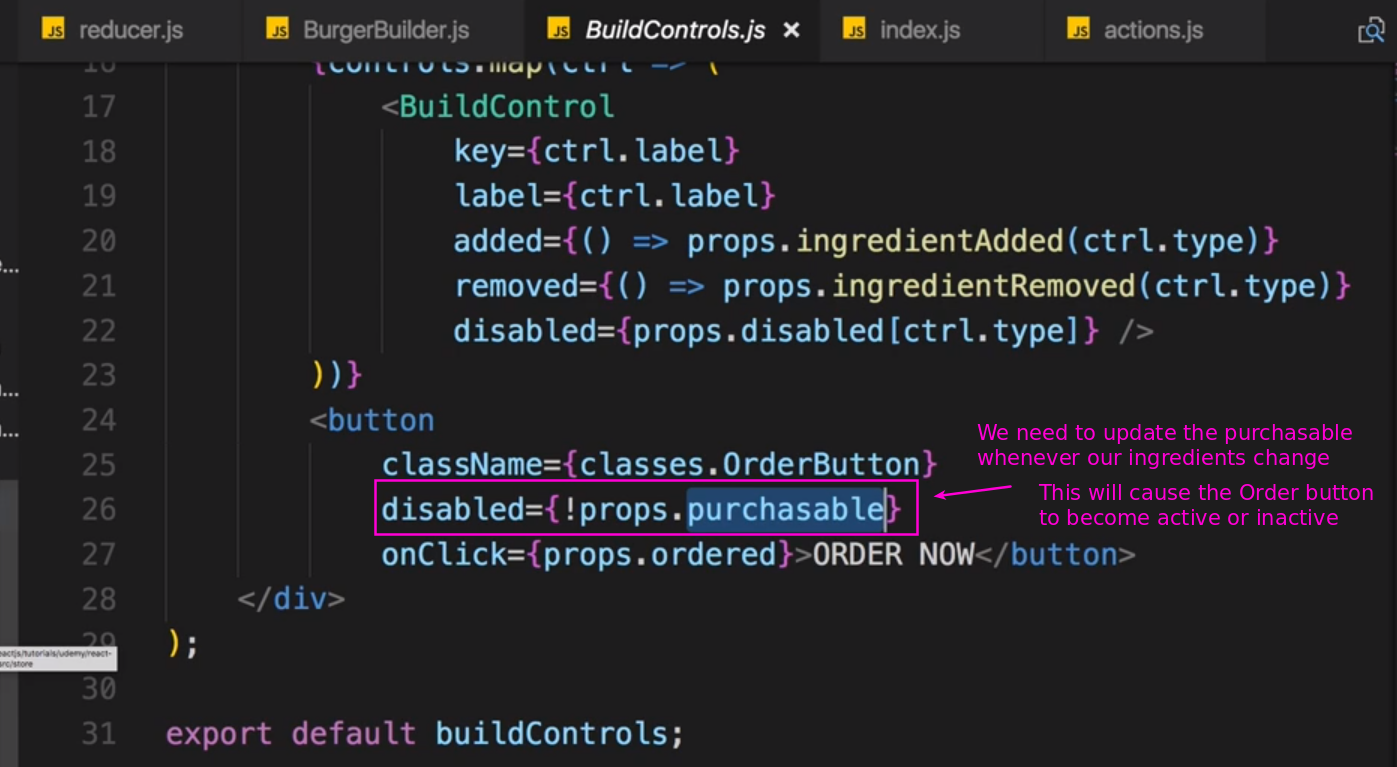 JS reducer.js JS BurgerBuilder.js JS BuildControls.js × JS index.js JS actions.js
16 {controls.map(ctrl => (
17 <BuildControl
18 key={ctrl.label}
19 label={ctrl.label}
20 added={() => props.ingredientAdded(ctrl.type)}
21 removed={() => props.ingredientRemoved(ctrl.type)}
22 disabled={props.disabled[ctrl.type]} />
23 ))}
24 <button
25 className={classes.OrderButton}
26 disabled={!props.purchasable}
27 onClick={props.ordered}>ORDER NOW</button>
28 </div>
29 );
30
31 export default buildControls;
We need to update the purchasable
whenever our ingredients change
This will cause the Order button
to become active or inactive
eactjs/tutorials/udemy/react-
src/store
e...
...
...